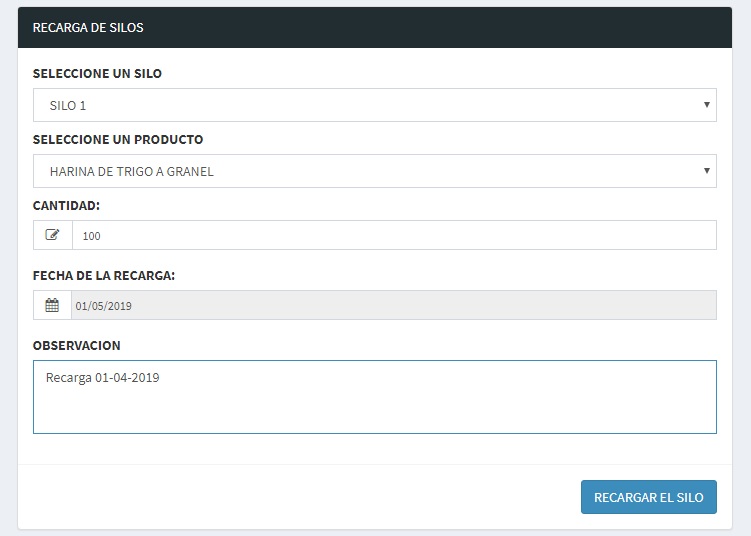 RECARGA DE SILOS
SELECCIONE UN SILO
SILO 1
SELECCIONE UN PRODUCTO
HARINA DE TRIGO A GRANEL
CANTIDAD:
100
FECHA DE LA RECARGA:
01/05/2019
OBSERVACION
Recarga 01-04-2019
RECARGAR EL SILO